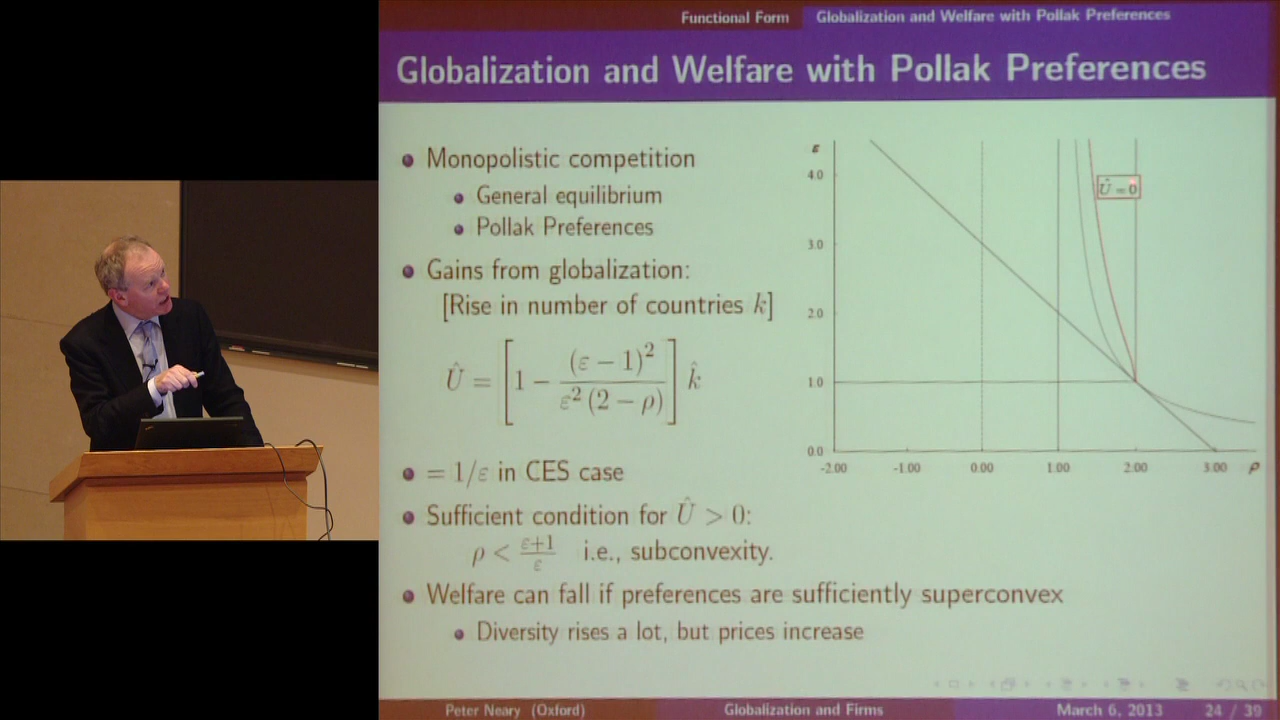 Functional Form Globalization and Welfare with Pollak Preferences
Globalization and Welfare with Pollak Preferences
Monopolistic competition
General equilibrium
Pollak Preferences
Gains from globalization:
[Rise in number of countries k]
Û = [1 − (ε − 1)² / ε² (2 − ρ)] k̂
= 1/ε in CES case
Sufficient condition for Û > 0:
ρ < ε+1/ε i.e., subconvexity.
Welfare can fall if preferences are sufficiently superconvex
Diversity rises a lot, but prices increase
ε
4.0
3.0
2.0
1.0
0.0
-2.00 -1.00 0.00 1.00 2.00 3.00 ρ
Û = 0
Peter Neary (Oxford) Globalization and Firms March 6, 2013 24 / 39